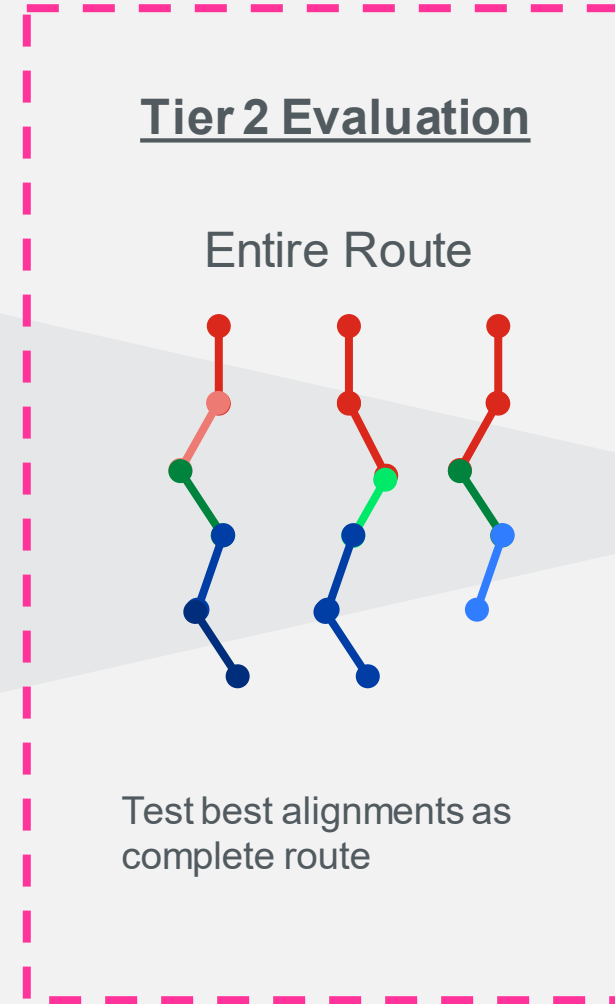 Tier 2 Evaluation
Entire Route
Test best alignments as
complete route